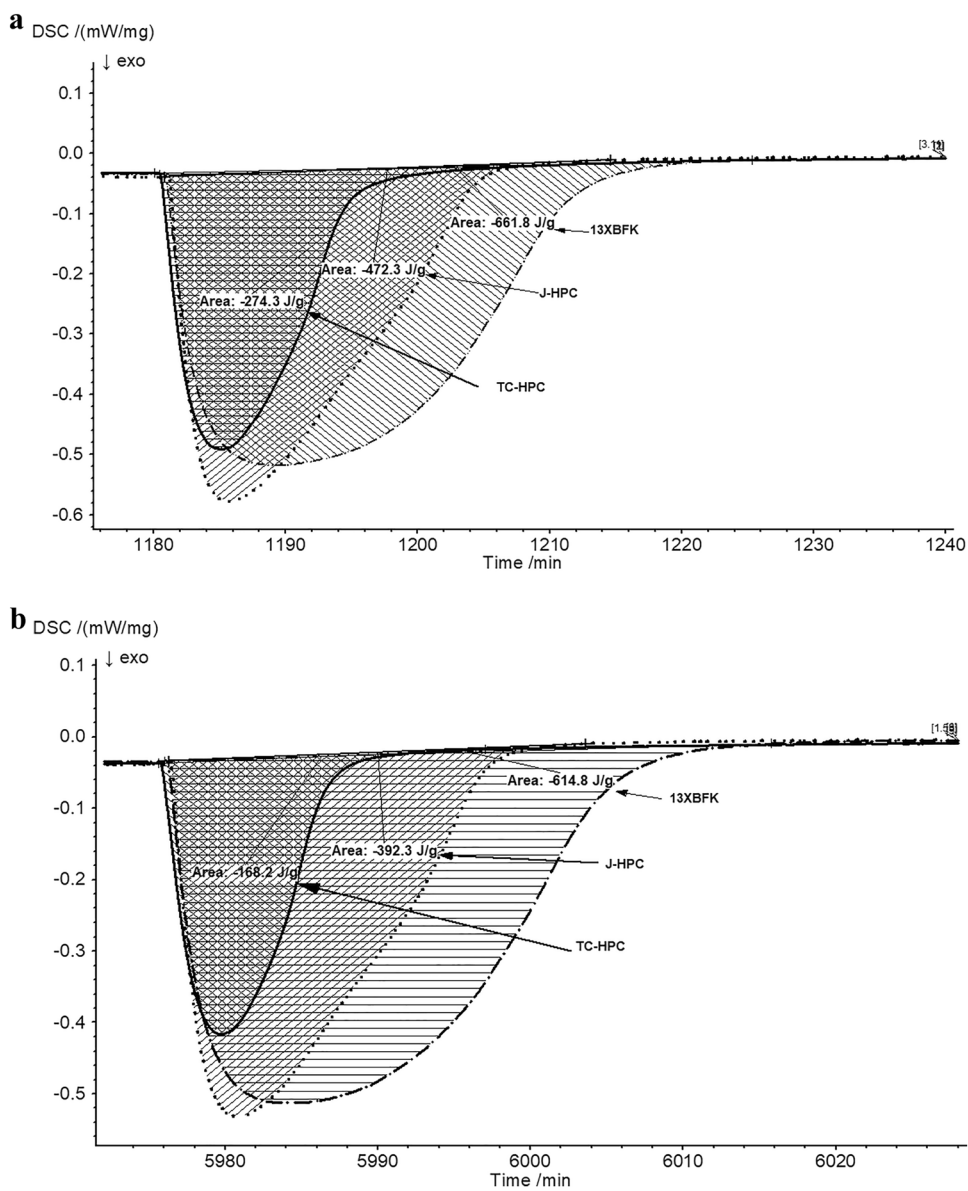 a
DSC /(mW/mg)
↓ exo
0.1
0.0
-0.1
-0.2
-0.3
-0.4
-0.5
-0.6
Area: -661.8 J/g
13XBFK
Area: -472.3 J/g
J-HPC
Area: -274.3 J/g
TC-HPC
1180 1190 1200 1210 1220 1230 1240
Time /min
b
DSC /(mW/mg)
↓ exo
0.1
0.0
-0.1
-0.2
-0.3
-0.4
-0.5
Area: -614.8 J/g
13XBFK
Area: -392.3 J/g
J-HPC
Area: -168.2 J/g
TC-HPC
5980 5990 6000 6010 6020
Time /min